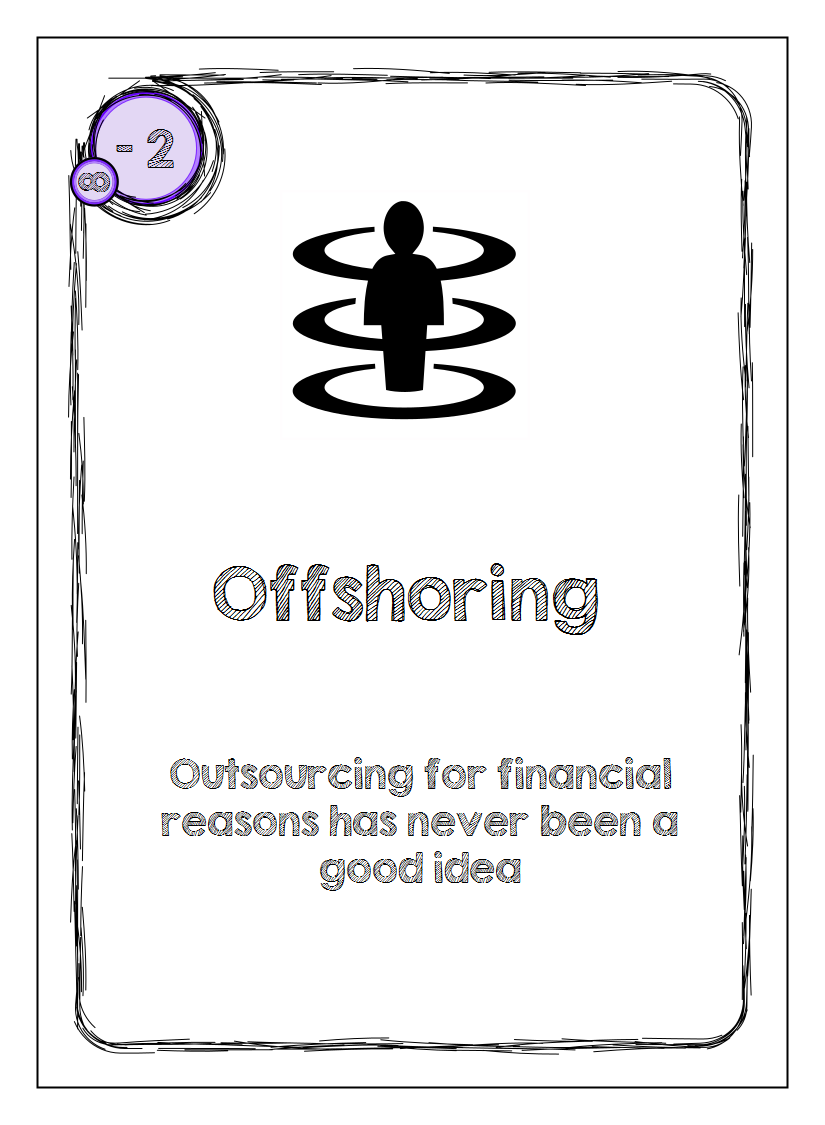 - 2
∞
Offshoring
Outsourcing for financial
reasons has never been a
good idea